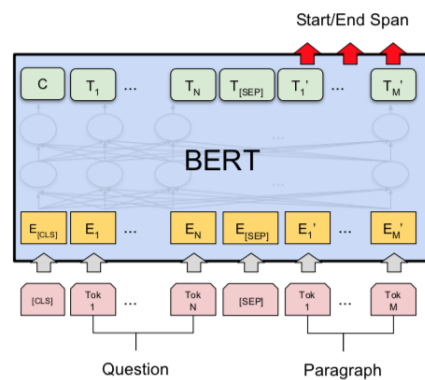 Start/End Span
C T1 ... TN T[SEP] T1' ... TM'
...
BERT
...
E[CLS] E1 ... EN E[SEP] E1' ... EM'
[CLS] Tok 1 ... Tok N [SEP] Tok 1 ... Tok M
Question Paragraph